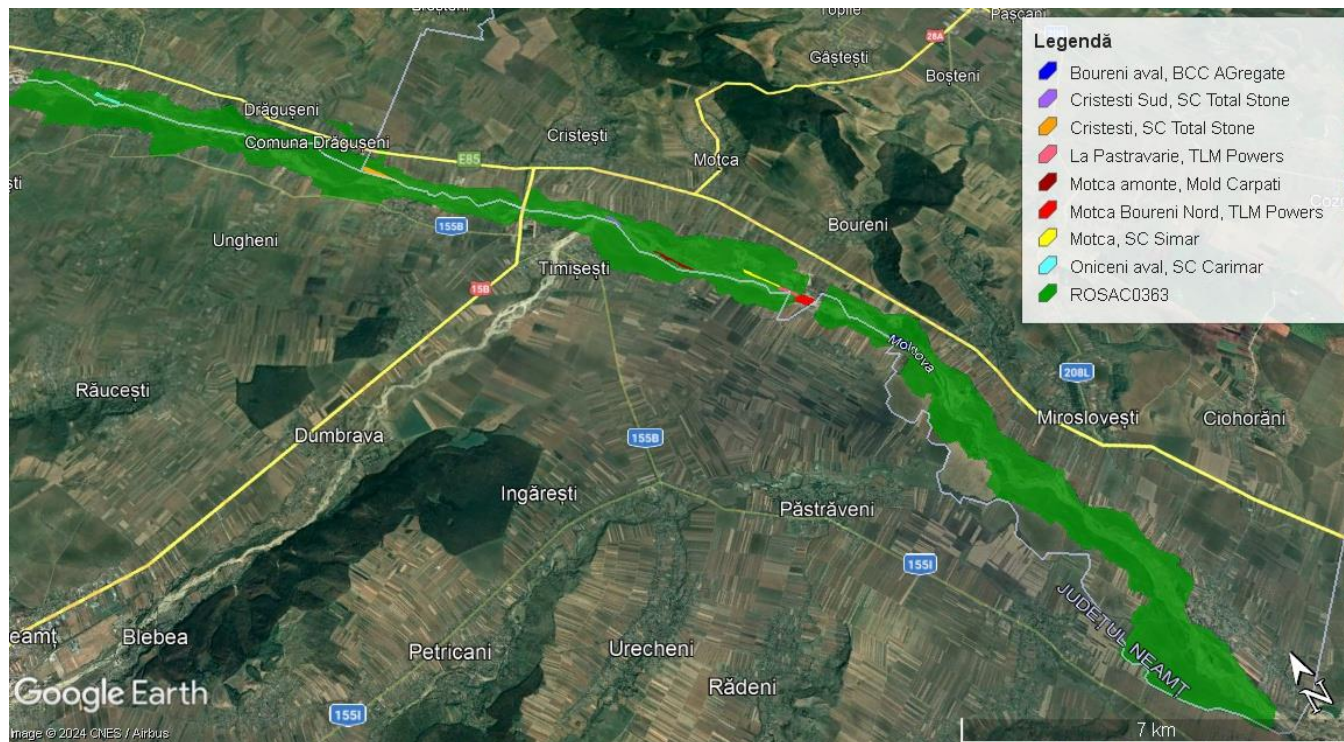 Topile
Pașcani
28A
Gâștești
Boșteni
Legendă
Boureni aval, BCC AGregate
Cristesti Sud, SC Total Stone
Cristesti, SC Total Stone
La Pastravarie, TLM Powers
Motca amonte, Mold Carpati
Motca Boureni Nord, TLM Powers
Motca, SC Simar
Oniceni aval, SC Carimar
ROSAC0363
Drăgușeni
Comuna Drăgușeni
Cristești
E85
Motca
Boureni
155B
Ungheni
Timișești
15B
Moldova
208L
Răucești
Miroslovești
Ciohorăni
Dumbrava
155B
Ingărești
Păstrăveni
155I
JUDEȚUL NEAMȚ
Blebea
Petricani
Urecheni
Rădeni
N
Google Earth
155I
7 km
Image © 2024 CNES / Airbus